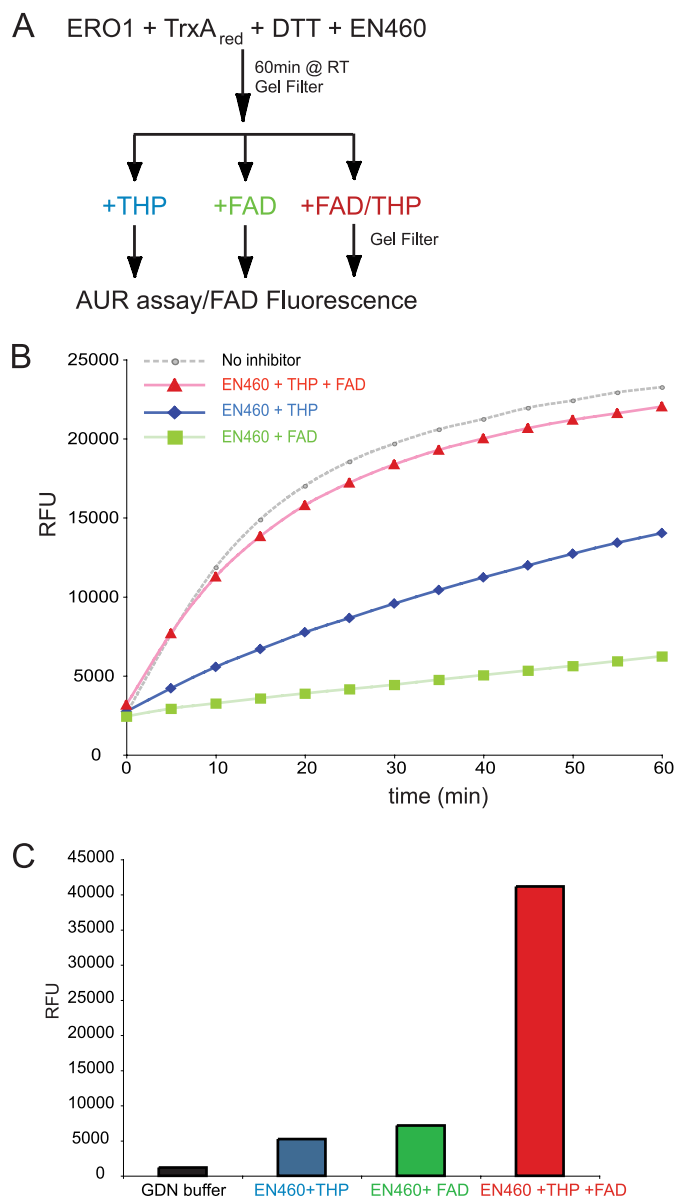 A
ERO1 + TrxAred + DTT + EN460
60min @ RT
Gel Filter
+THP +FAD +FAD/THP
Gel Filter
AUR assay/FAD Fluorescence
B
25000
20000
15000
10000
5000
0
RFU
No inhibitor
EN460 + THP + FAD
EN460 + THP
EN460 + FAD
0 10 20 30 40 50 60
time (min)
C
45000
40000
35000
30000
25000
20000
15000
10000
5000
0
RFU
GDN buffer EN460+THP EN460+ FAD EN460 +THP +FAD